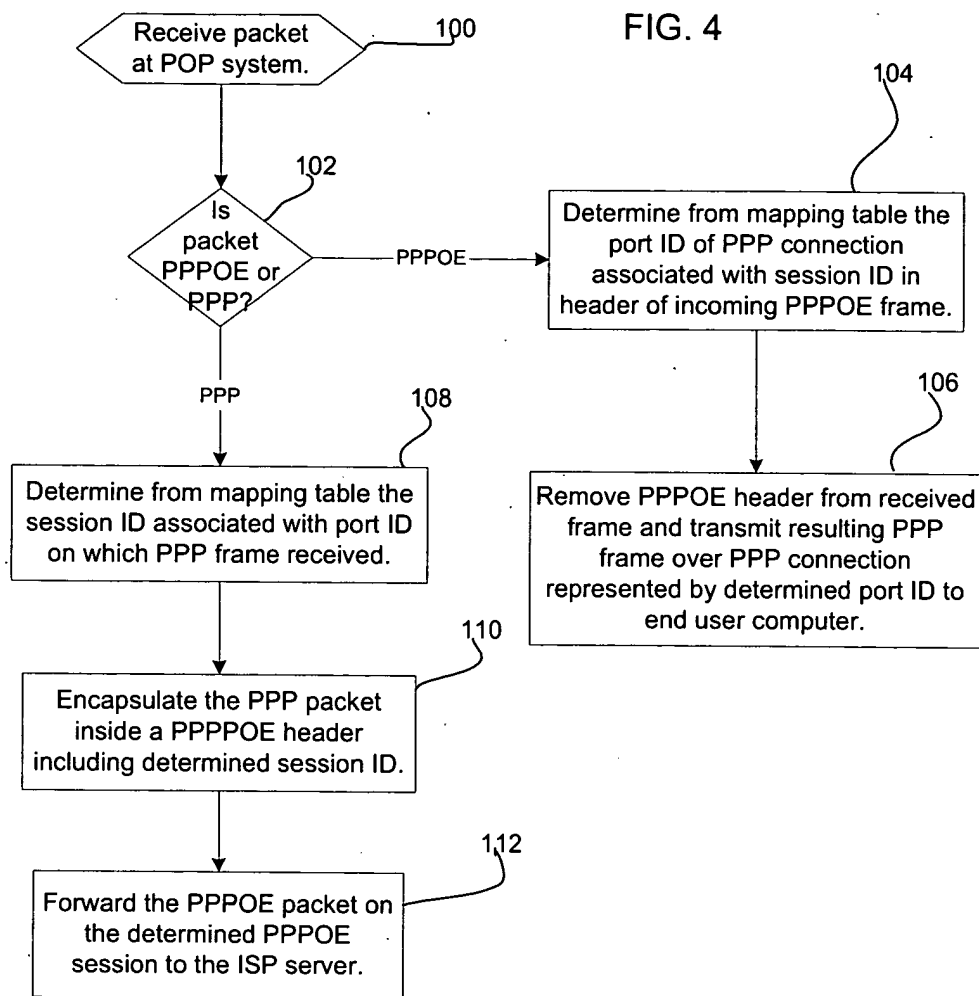 FIG. 4
100
Receive packet
at POP system.
102
Is
packet
PPPOE or
PPP?
PPPOE
104
Determine from mapping table the
port ID of PPP connection
associated with session ID in
header of incoming PPPOE frame.
106
Remove PPPOE header from received
frame and transmit resulting PPP
frame over PPP connection
represented by determined port ID to
end user computer.
PPP
108
Determine from mapping table the
session ID associated with port ID
on which PPP frame received.
110
Encapsulate the PPP packet
inside a PPPPOE header
including determined session ID.
112
Forward the PPPOE packet on
the determined PPPOE
session to the ISP server.